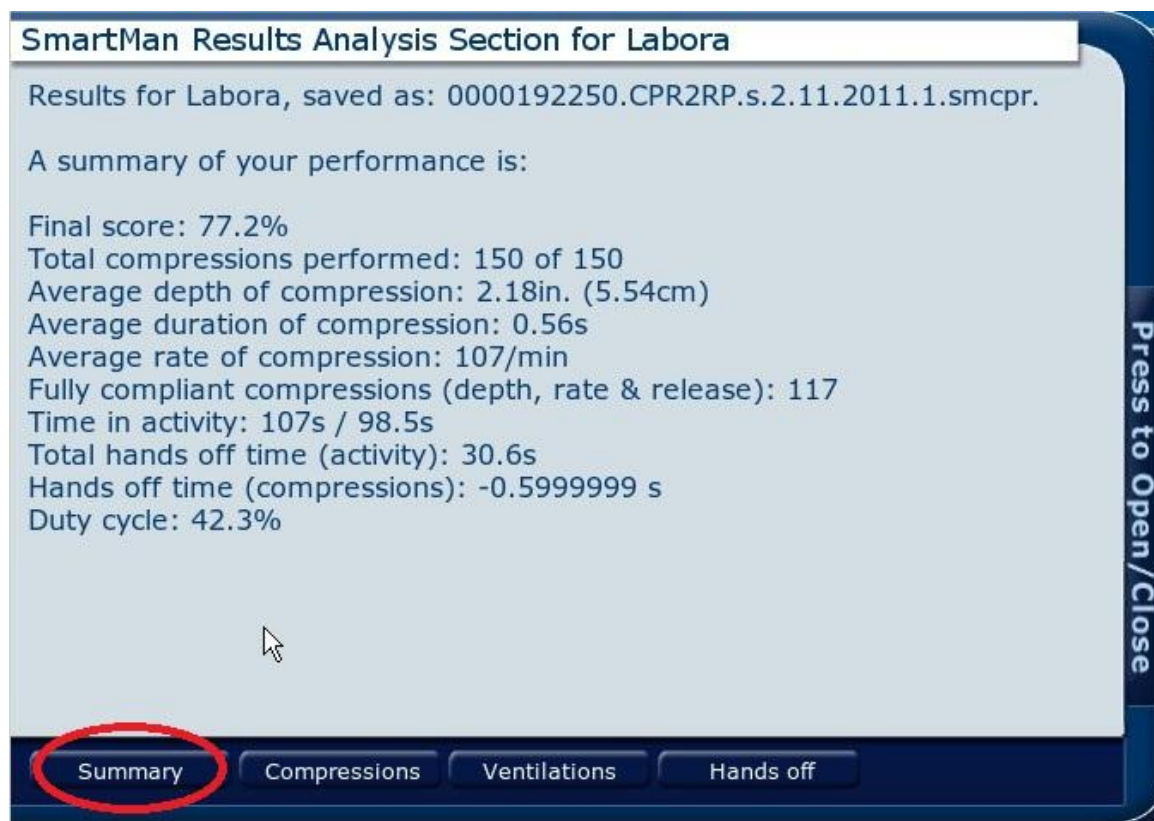 SmartMan Results Analysis Section for Labora
Results for Labora, saved as: 0000192250.CPR2RP.s.2.11.2011.1.smcpr.
A summary of your performance is:
Final score: 77.2%
Total compressions performed: 150 of 150
Average depth of compression: 2.18in. (5.54cm)
Average duration of compression: 0.56s
Average rate of compression: 107/min
Fully compliant compressions (depth, rate & release): 117
Time in activity: 107s / 98.5s
Total hands off time (activity): 30.6s
Hands off time (compressions): -0.5999999 s
Duty cycle: 42.3%
Press to Open/Close
Summary
Compressions
Ventilations
Hands off